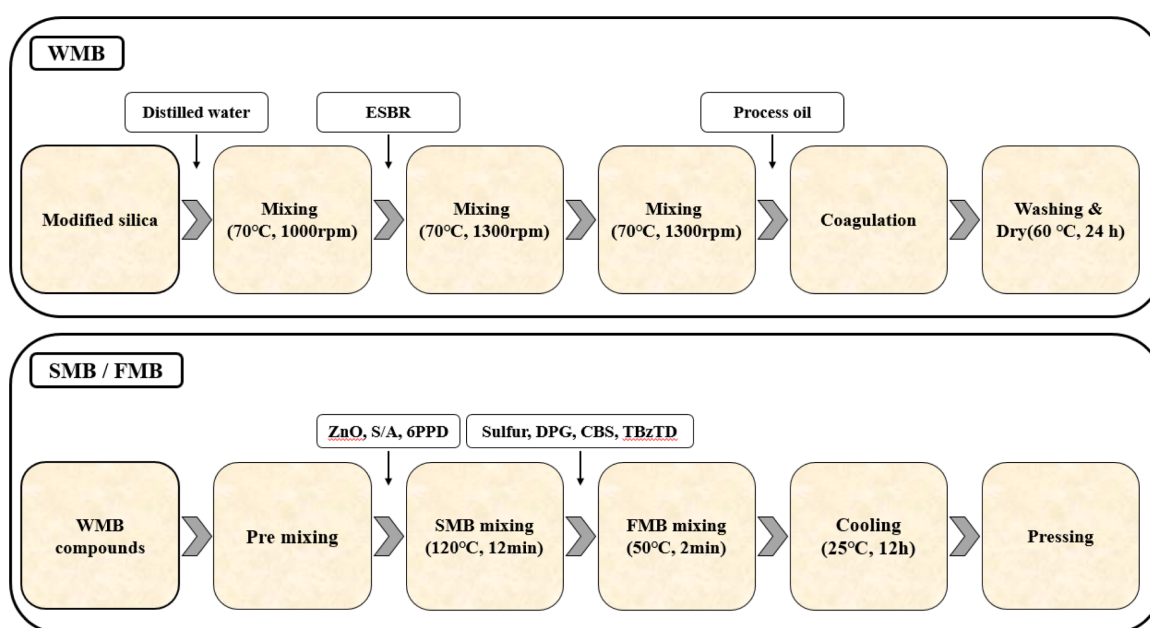 WMB
Distilled water
ESBR
Process oil
Modified silica
Mixing
(70℃, 1000rpm)
Mixing
(70℃, 1300rpm)
Mixing
(70℃, 1300rpm)
Coagulation
Washing &
Dry(60 ℃, 24 h)
SMB / FMB
ZnO, S/A, 6PPD
Sulfur, DPG, CBS, TBzTD
WMB
compounds
Pre mixing
SMB mixing
(120℃, 12min)
FMB mixing
(50℃, 2min)
Cooling
(25℃, 12h)
Pressing